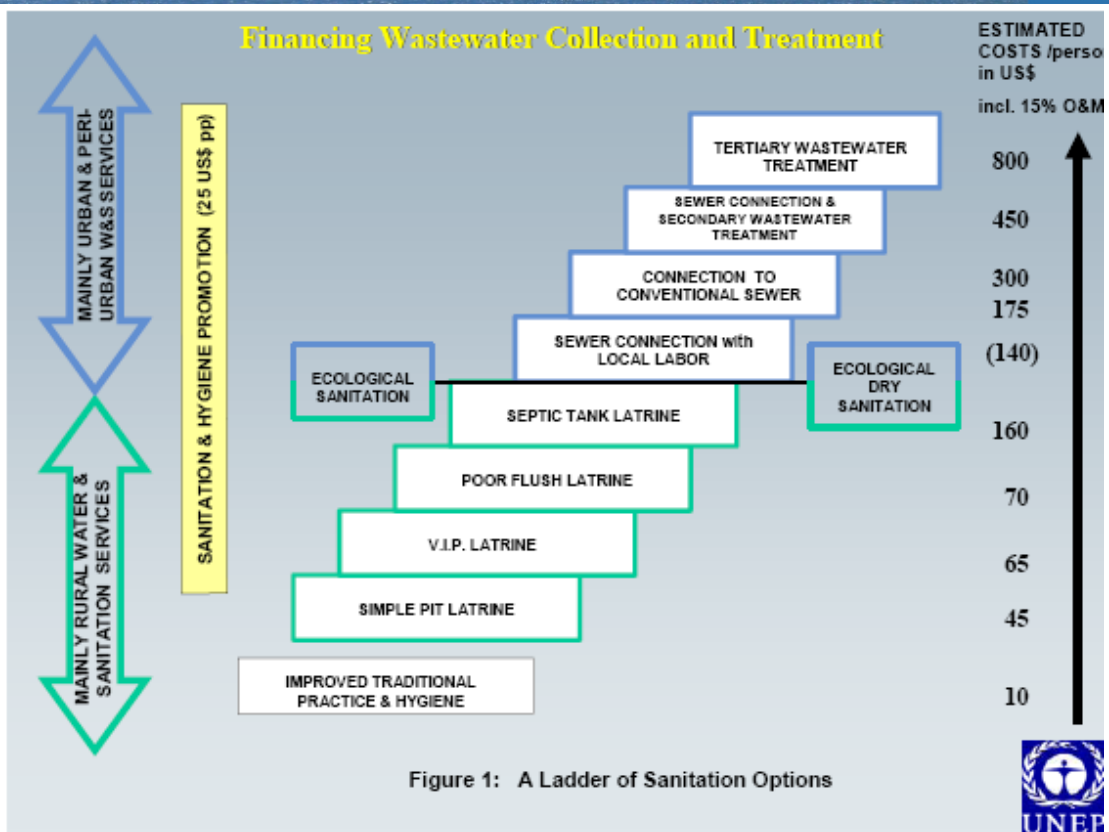 Financing Wastewater Collection and Treatment
ESTIMATED
COSTS /perso
in US$
incl. 15% O&M
MAINLY URBAN & PERI-
URBAN W&S SERVICES
MAINLY RURAL WATER &
SANITATION SERVICES
SANITATION & HYGIENE PROMOTION (25 US$ pp)
TERTIARY WASTEWATER
TREATMENT
800
SEWER CONNECTION &
SECONDARY WASTEWATER
TREATMENT
450
CONNECTION TO
CONVENTIONAL SEWER
300
175
SEWER CONNECTION with
LOCAL LABOR
(140)
ECOLOGICAL
SANITATION
ECOLOGICAL
DRY
SANITATION
SEPTIC TANK LATRINE
160
POOR FLUSH LATRINE
70
V.I.P. LATRINE
65
SIMPLE PIT LATRINE
45
IMPROVED TRADITIONAL
PRACTICE & HYGIENE
10
Figure 1: A Ladder of Sanitation Options
UNEP